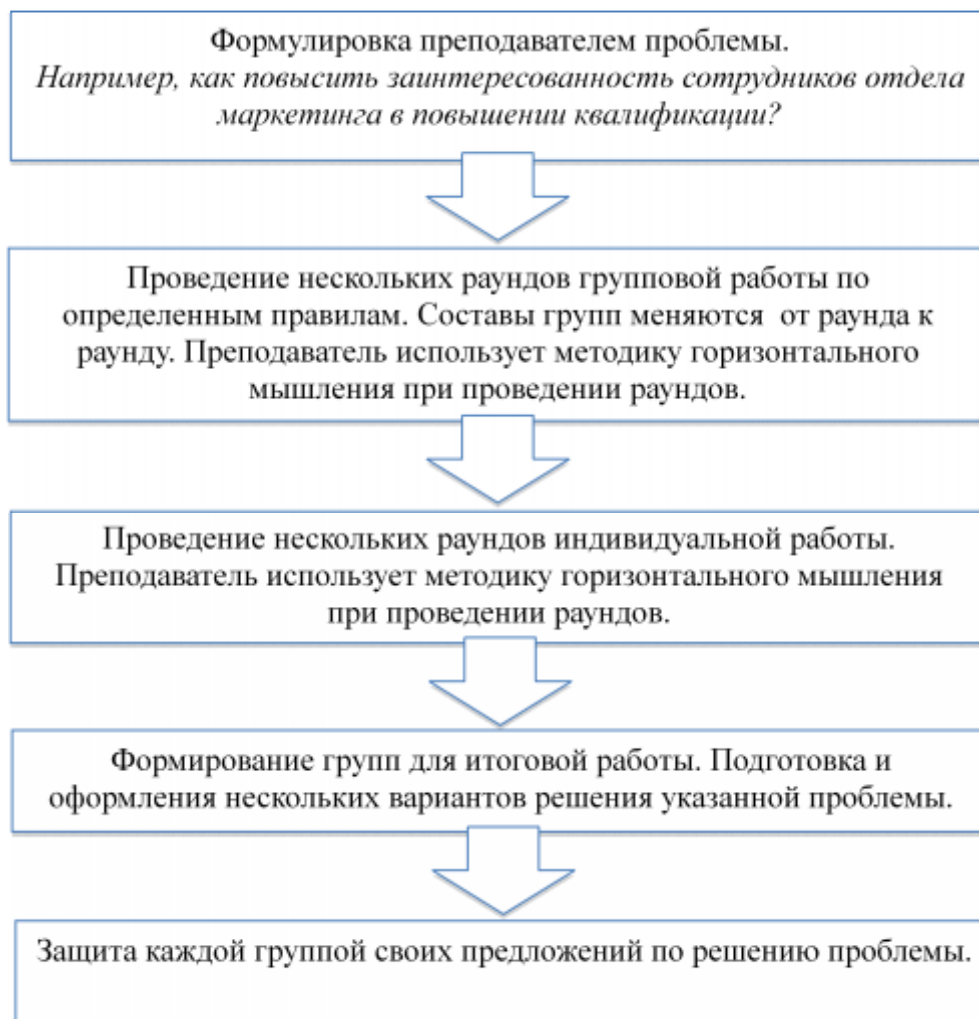 Формулировка преподавателем проблемы.
Например, как повысить заинтересованность сотрудников отдела
маркетинга в повышении квалификации?
Проведение нескольких раундов групповой работы по
определенным правилам. Составы групп меняются от раунда к
раунду. Преподаватель использует методику горизонтального
мышления при проведении раундов.
Проведение нескольких раундов индивидуальной работы.
Преподаватель использует методику горизонтального мышления
при проведении раундов.
Формирование групп для итоговой работы. Подготовка и
оформления нескольких вариантов решения указанной проблемы.
Защита каждой группой своих предложений по решению проблемы.